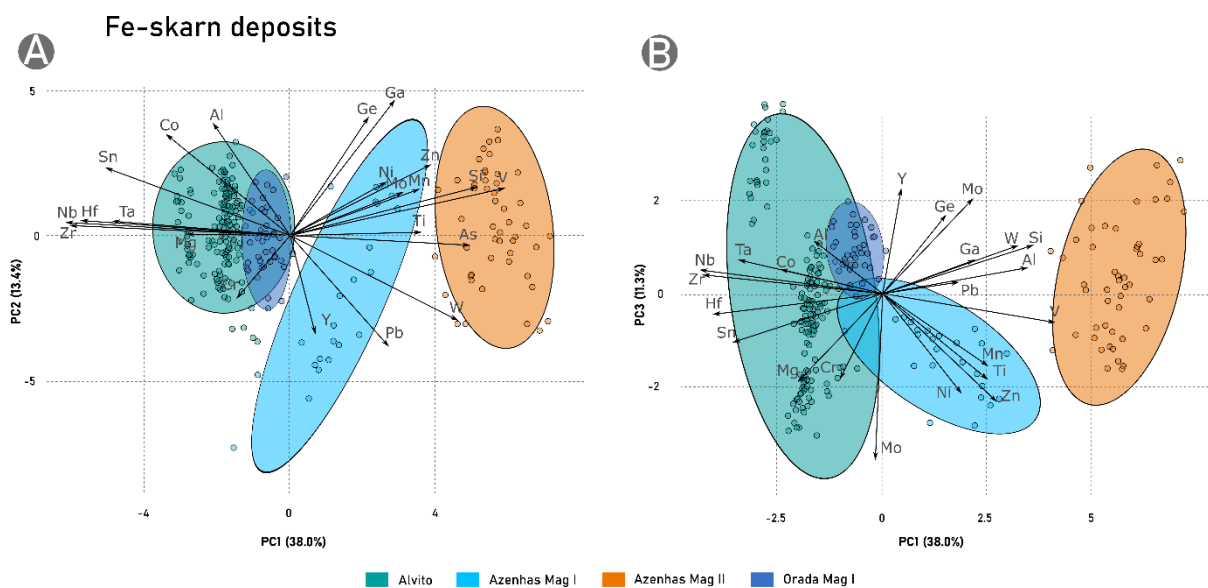 Fe-skarn deposits
A
B
5
0
-5
PC2 (13.4%)
-4
0
4
PC1 (38.0%)
Ga
Ge
Al
Co
Sn
Zn
Ni
Mo
Mn
Si
V
Nb
Hf
Ta
Zr
Ti
Mg
As
Cr
Y
W
Pb
2
0
-2
PC3 (11.3%)
-2.5
0
2.5
5
PC1 (38.0%)
Y
Mo
Ge
Al
W
Si
Ta
Co
Ga
Al
Nb
Zr
Pb
Hf
V
Sn
Mn
Mg
Cr
Ti
Ni
Zn
Mo
Alvito
Azenhas Mag I
Azenhas Mag II
Orada Mag I